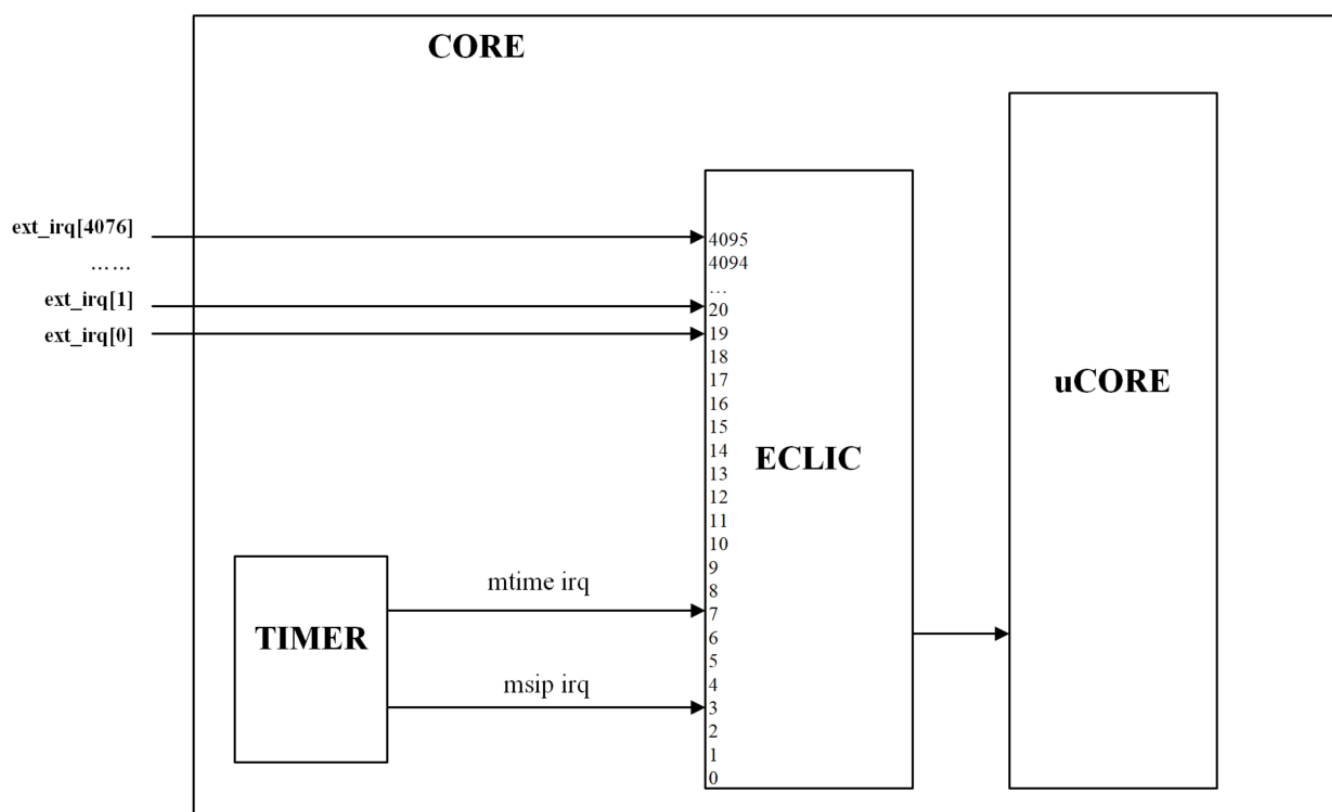 CORE
ext_irq[4076]
……
ext_irq[1]
ext_irq[0]
4095
4094
…
20
19
18
17
16
15
14
13
12
11
10
9
8
7
6
5
4
3
2
1
0
ECLIC
uCORE
TIMER
mtime irq
msip irq